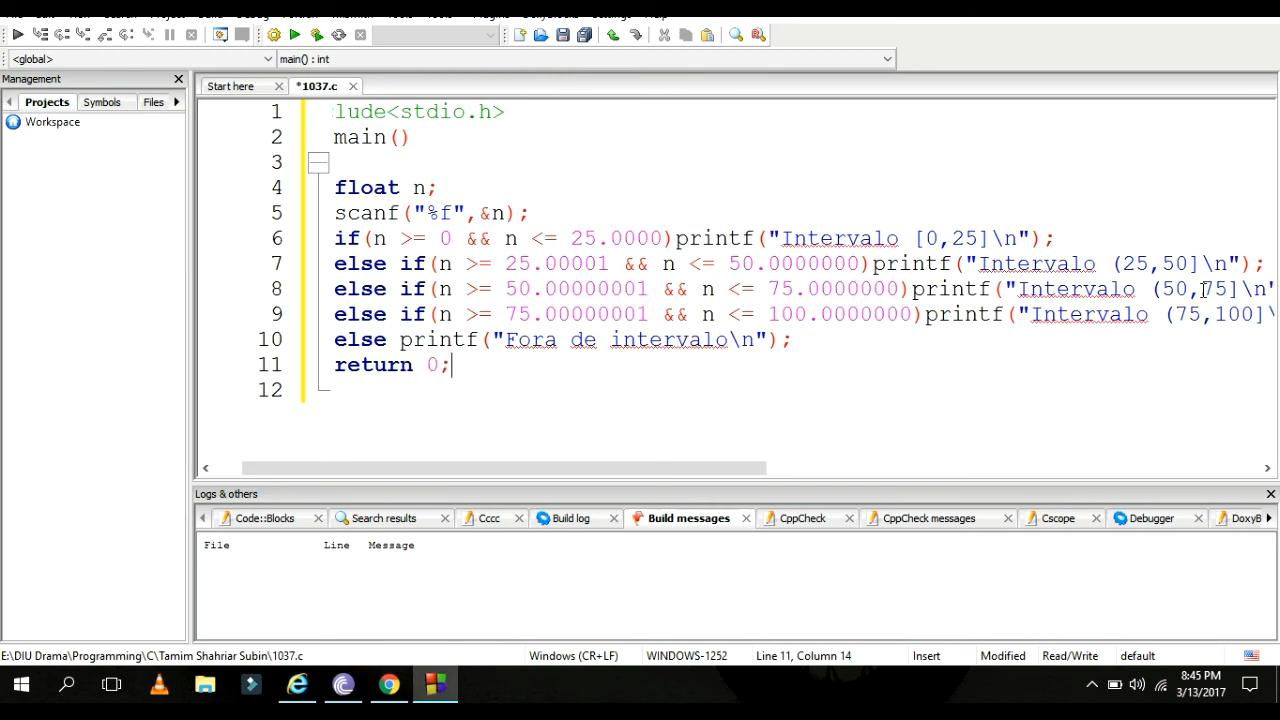 <global>
main() : int
Management
Projects
Symbols
Files
Workspace
Start here
*1037.c
1 lude<stdio.h>
2 main()
3
4 float n;
5 scanf("%f",&n);
6 if(n >= 0 && n <= 25.0000)printf("Intervalo [0,25]\n");
7 else if(n >= 25.00001 && n <= 50.0000000)printf("Intervalo (25,50]\n");
8 else if(n >= 50.00000001 && n <= 75.0000000)printf("Intervalo (50,75]\n"
9 else if(n >= 75.00000001 && n <= 100.0000000)printf("Intervalo (75,100]\
10 else printf("Fora de intervalo\n");
11 return 0;
12
Logs & others
Code::Blocks
Search results
Cccc
Build log
Build messages
CppCheck
CppCheck messages
Cscope
Debugger
DoxyB
File Line Message
E:\DIU Drama\Programming\C\Tamim Shahriar Subin\1037.c
Windows (CR+LF)
WINDOWS-1252
Line 11, Column 14
Insert
Modified
Read/Write
default
8:45 PM
3/13/2017